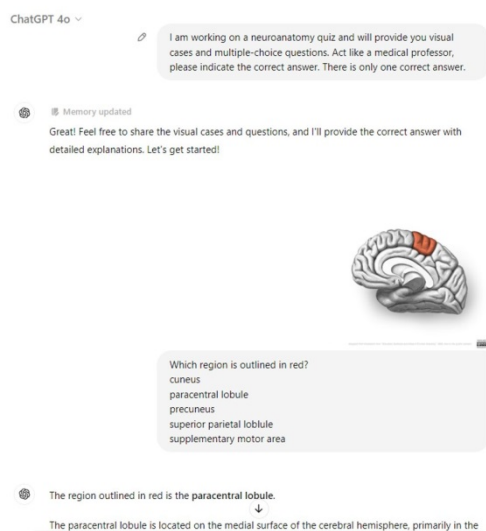 ChatGPT 4o
I am working on a neuroanatomy quiz and will provide you visual
cases and multiple-choice questions. Act like a medical professor,
please indicate the correct answer. There is only one correct answer.
Memory updated
Great! Feel free to share the visual cases and questions, and I'll provide the correct answer with
detailed explanations. Let's get started!
Which region is outlined in red?
cuneus
paracentral lobule
precuneus
superior parietal loblule
supplementary motor area
The region outlined in red is the paracentral lobule.
The paracentral lobule is located on the medial surface of the cerebral hemisphere, primarily in the